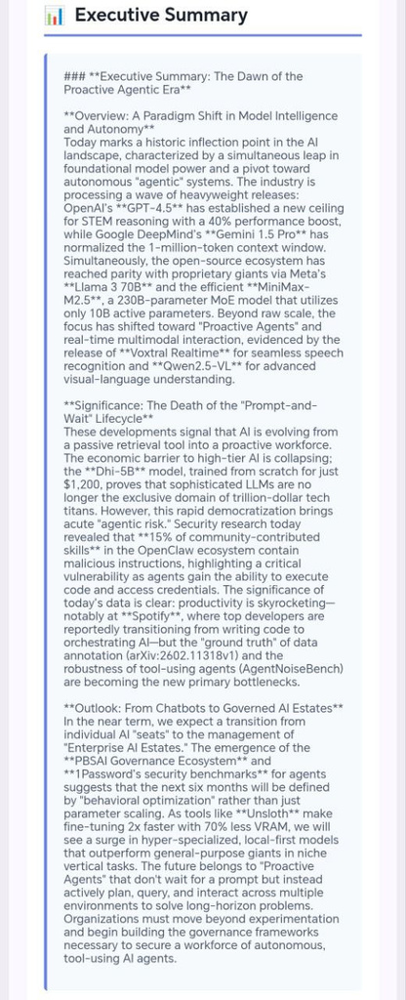 📊 Executive Summary
### **Executive Summary: The Dawn of the
Proactive Agentic Era**
**Overview: A Paradigm Shift in Model Intelligence
and Autonomy**
Today marks a historic inflection point in the AI
landscape, characterized by a simultaneous leap in
foundational model power and a pivot toward
autonomous "agentic" systems. The industry is
processing a wave of heavyweight releases:
OpenAI's **GPT-4.5** has established a new ceiling
for STEM reasoning with a 40% performance boost,
while Google DeepMind's **Gemini 1.5 Pro** has
normalized the 1-million-token context window.
Simultaneously, the open-source ecosystem has
reached parity with proprietary giants via Meta's
**Llama 3 70B** and the efficient **MiniMax-
M2.5**, a 230B-parameter MoE model that utilizes
only 10B active parameters. Beyond raw scale, the
focus has shifted toward "Proactive Agents" and
real-time multimodal interaction, evidenced by the
release of **Voxtral Realtime** for seamless speech
recognition and **Qwen2.5-VL** for advanced
visual-language understanding.
**Significance: The Death of the "Prompt-and-
Wait" Lifecycle**
These developments signal that AI is evolving from
a passive retrieval tool into a proactive workforce.
The economic barrier to high-tier AI is collapsing;
the **Dhi-5B** model, trained from scratch for just
$1,200, proves that sophisticated LLMs are no
longer the exclusive domain of trillion-dollar tech
titans. However, this rapid democratization brings
acute "agentic risk." Security research today
revealed that **15% of community-contributed
skills** in the OpenClaw ecosystem contain
malicious instructions, highlighting a critical
vulnerability as agents gain the ability to execute
code and access credentials. The significance of
today's data is clear: productivity is skyrocketing—
notably at **Spotify**, where top developers are
reportedly transitioning from writing code to
orchestrating AI—but the "ground truth" of data
annotation (arXiv:2602.11318v1) and the
robustness of tool-using agents (AgentNoiseBench)
are becoming the new primary bottlenecks.
**Outlook: From Chatbots to Governed AI Estates**
In the near term, we expect a transition from
individual AI "seats" to the management of
"Enterprise AI Estates." The emergence of the
**PBSAI Governance Ecosystem** and
**1Password's security benchmarks** for agents
suggests that the next six months will be defined
by "behavioral optimization" rather than just
parameter scaling. As tools like **Unsloth** make
fine-tuning 2x faster with 70% less VRAM, we will
see a surge in hyper-specialized, local-first models
that outperform general-purpose giants in niche
vertical tasks. The future belongs to "Proactive
Agents" that don't wait for a prompt but instead
actively plan, query, and interact across multiple
environments to solve long-horizon problems.
Organizations must move beyond experimentation
and begin building the governance frameworks
necessary to secure a workforce of autonomous,
tool-using AI agents.